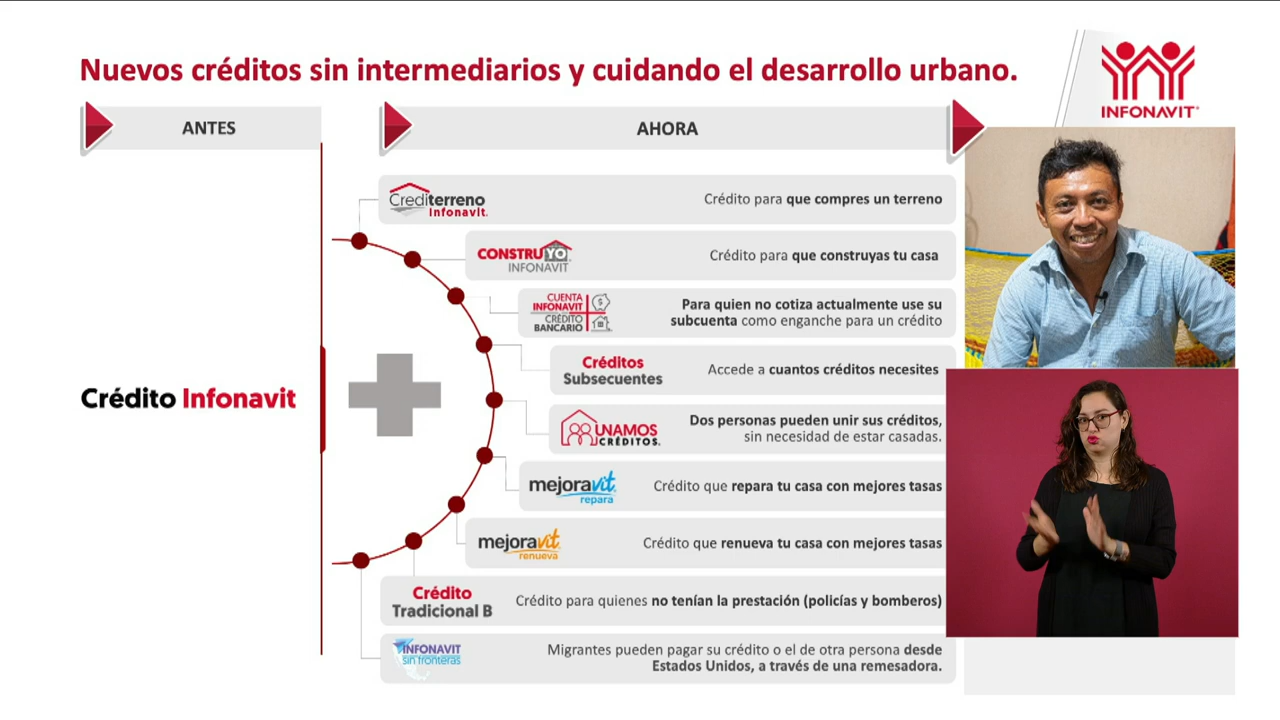 Nuevos créditos sin intermediarios y cuidando el desarrollo urbano.
INFONAVIT
ANTES
AHORA
Crédito Infonavit
Crediterreno
Infonavit.
Crédito para que compres un terreno
CONSTRUYO
INFONAVIT
Crédito para que construyas tu casa
CUENTA
INFONAVIT
CRÉDITO
BANCARIO
Para quien no cotiza actualmente use su
subcuenta como enganche para un crédito
Créditos
Subsecuentes
Accede a cuantos créditos necesites
UNAMOS
CRÉDITOS.
Dos personas pueden unir sus créditos,
sin necesidad de estar casadas.
mejoravit
repara
Crédito que repara tu casa con mejores tasas
mejoravit
renueva
Crédito que renueva tu casa con mejores tasas
Crédito
Tradicional B
Crédito para quienes no tenían la prestación (policías y bomberos)
INFONAVIT
sin fronteras
Migrantes pueden pagar su crédito o el de otra persona desde
Estados Unidos, a través de una remesadora.